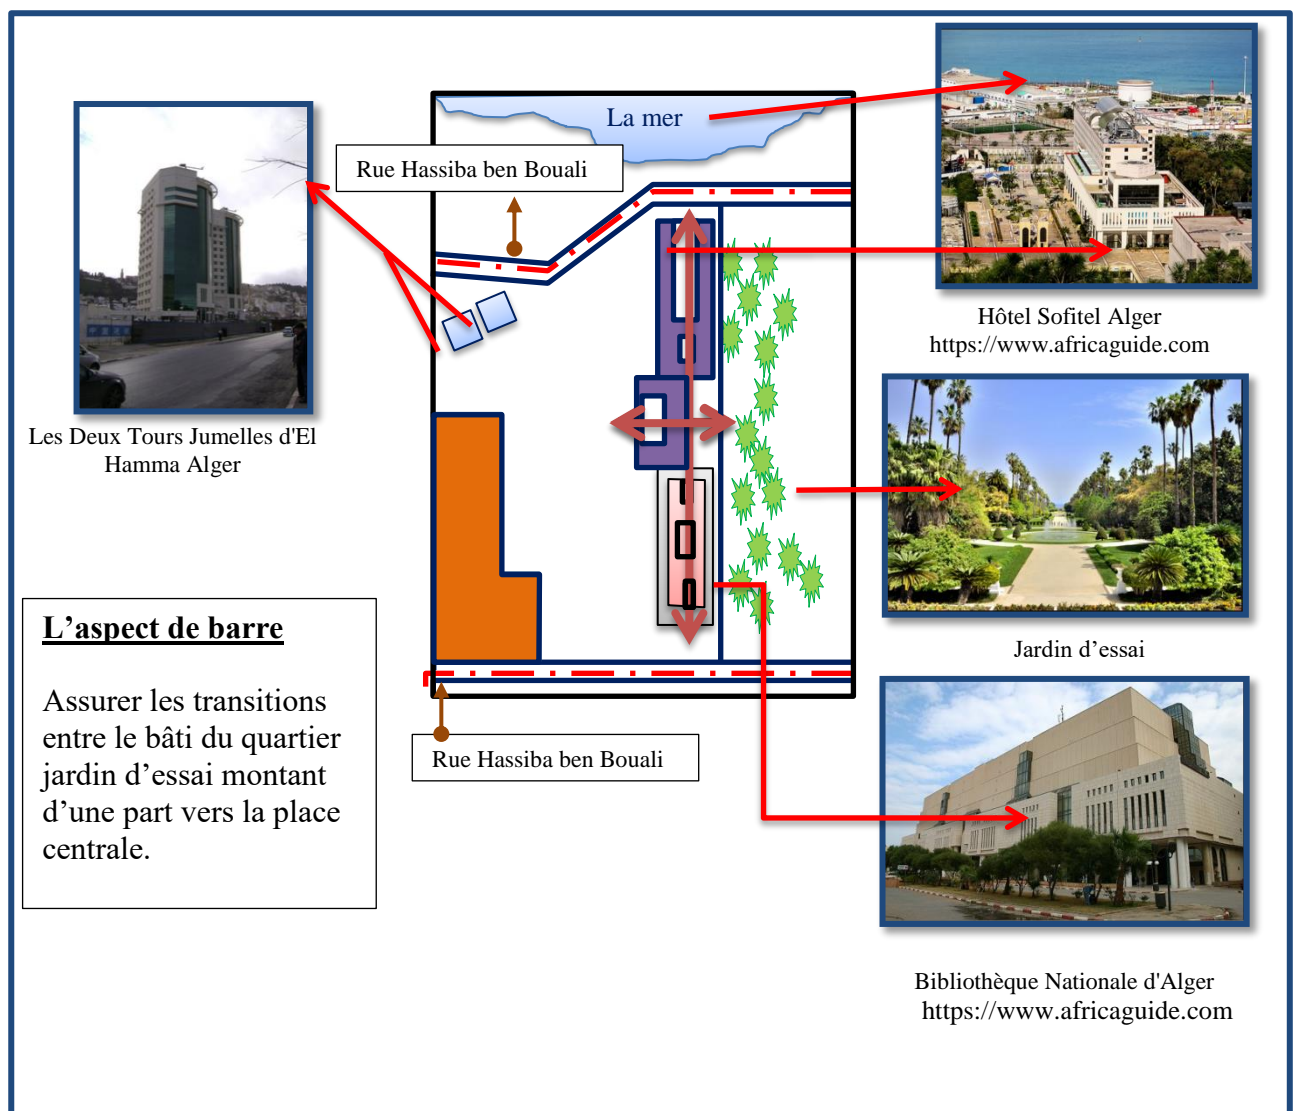 La mer
Rue Hassiba ben Bouali
Hôtel Sofitel Alger
https://www.africaguide.com
Les Deux Tours Jumelles d'El
Hamma Alger
L’aspect de barre
Assurer les transitions
entre le bâti du quartier
jardin d’essai montant
d’une part vers la place
centrale.
Jardin d’essai
Rue Hassiba ben Bouali
Bibliothèque Nationale d'Alger
https://www.africaguide.com